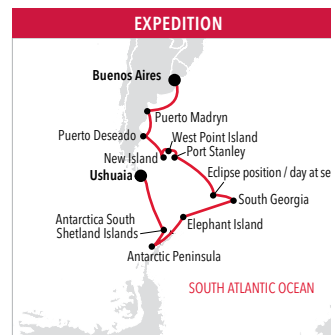 EXPEDITION
Buenos Aires
Puerto Madryn
Puerto Deseado
West Point Island
New Island
Port Stanley
Ushuaia
Eclipse position / day at se
South Georgia
Antarctica South
Shetland Islands
Elephant Island
Antarctic Peninsula
SOUTH ATLANTIC OCEAN